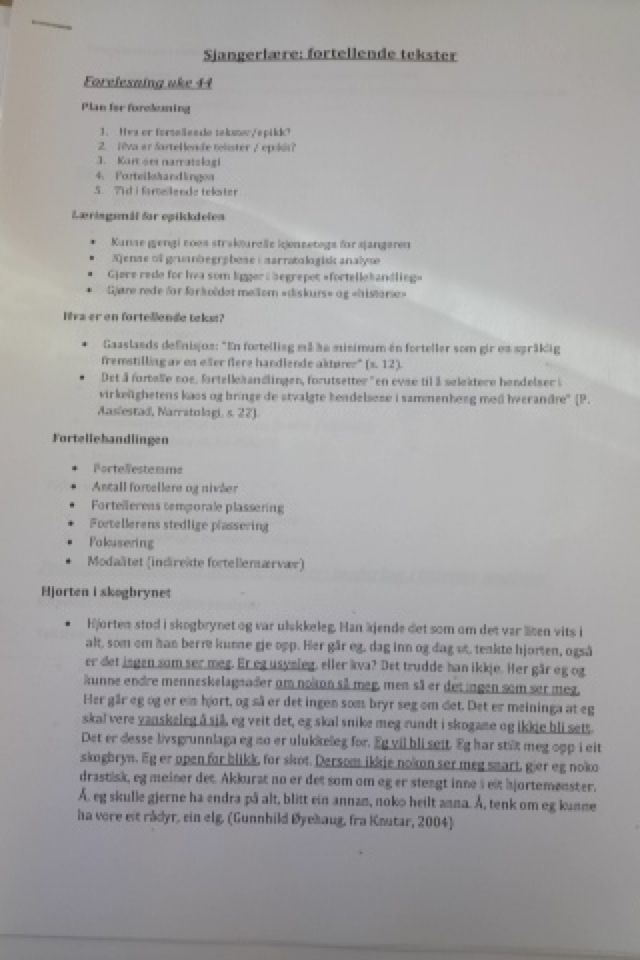 Sjangerlære: fortellende tekster
Forelesning uke 44
Plan for forelesning
1. Hva er fortellende tekster/epikk?
2. Hva er fortellende tekster / epikk?
3. Kort om narratologi
4. Fortellehandlingen
5. Tid i fortellende tekster
Læringsmål for epikkdelen
• Kunne gjengi noen strukturelle kjennetegn for sjangeren
• Kjenne til grunnbegrepene i narratologisk analyse
• Gjøre rede for hva som ligger i begrepet «fortellehandling»
• Gjøre rede for forholdet mellom «diskurs» og «historie»
Hva er en fortellende tekst?
• Gaaslands definisjon: "En fortelling må ha minimum én forteller som gir en språklig
fremstilling av en eller flere handlende aktører" (s. 12).
• Det å fortelle noe, fortellehandlingen, forutsetter "en evne til å selektere hendelser i
virkelighetens kaos og bringe de utvalgte hendelsene i sammenheng med hverandre" (P.
Aaslestad, Narratologi, s. 22).
Fortellehandlingen
• Fortellestemme
• Antall fortellere og nivåer
• Fortellerens temporale plassering
• Fortellerens stedlige plassering
• Fokusering
• Modalitet (indirekte fortellernærvær)
Hjorten i skogbrynet
• Hjorten stod i skogbrynet og var ulukkeleg. Han kjende det som om det var liten vits i
alt, som om han berre kunne gje opp. Her går eg, dag inn og dag ut, tenkte hjorten, også
er det ingen som ser meg. Er eg usynleg, eller kva? Det trudde han ikkje. Her går eg og
kunne endre menneskelagnader om nokon så meg, men så er det ingen som ser meg.
Her går eg og er ein hjort, og så er det ingen som bryr seg om det. Det er meininga at eg
skal vere vanskeleg å sjå, eg veit det, eg skal snike meg rundt i skogane og ikkje bli sett.
Det er desse livsgrunnlaga eg no er ulukkeleg for. Eg vil bli sett. Eg har stilt meg opp i eit
skogbryn. Eg er open for blikk, for skot. Dersom ikkje nokon ser meg snart, gjer eg noko
drastisk, eg meiner det. Akkurat no er det som om eg er stengt inne i eit hjortemønster.
Å, eg skulle gjerne ha endra på alt, blitt ein annan, noko heilt anna. Å, tenk om eg kunne
ha vore eit rådyr, ein elg. (Gunnhild Øyehaug, fra Knutar, 2004)